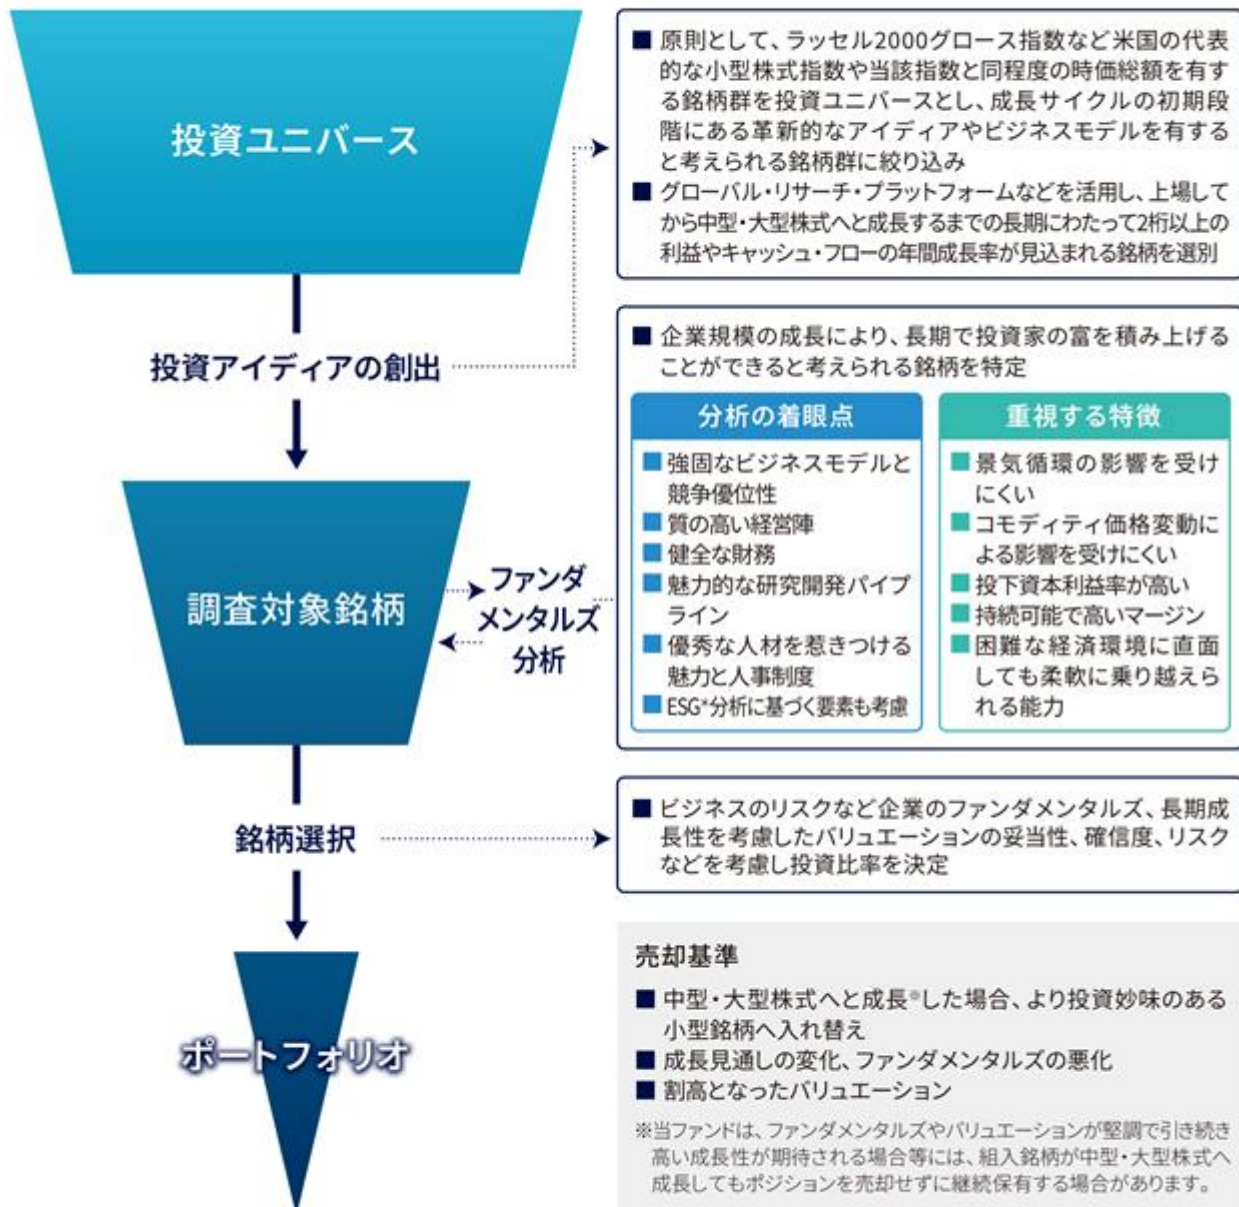 投資ユニバース
投資アイディアの創出
調査対象銘柄
ファンダ
メンタルズ
分析
銘柄選択
ポートフォリオ
■ 原則として、ラッセル2000グロース指数など米国の代表
的な小型株式指数や当該指数と同程度の時価総額を有す
る銘柄群を投資ユニバースとし、成長サイクルの初期段
階にある革新的なアイディアやビジネスモデルを有する
と考えられる銘柄群に絞り込み
■ グローバル・リサーチ・プラットフォームなどを活用し、上場して
から中型・大型株式へと成長するまでの長期にわたって2桁以上の
利益やキャッシュ・フローの年間成長率が見込まれる銘柄を選別
■ 企業規模の成長により、長期で投資家の富を積み上げる
ことができると考えられる銘柄を特定
分析の着眼点
■ 強固なビジネスモデルと
競争優位性
■ 質の高い経営陣
■ 健全な財務
■ 魅力的な研究開発パイプ
ライン
■ 優秀な人材を惹きつける
魅力と人事制度
■ ESG*分析に基づく要素も考慮
重視する特徴
■ 景気循環の影響を受け
にくい
■ コモディティ価格変動に
よる影響を受けにくい
■ 投下資本利益率が高い
■ 持続可能で高いマージン
■ 困難な経済環境に直面
しても柔軟に乗り越えら
れる能力
■ ビジネスのリスクなど企業のファンダメンタルズ、長期成
長性を考慮したバリュエーションの妥当性、確信度、リスク
などを考慮し投資比率を決定
売却基準
■ 中型・大型株式へと成長※した場合、より投資妙味のある
小型銘柄へ入れ替え
■ 成長見通しの変化、ファンダメンタルズの悪化
■ 割高となったバリュエーション
※当ファンドは、ファンダメンタルズやバリュエーションが堅調で引き続き
高い成長性が期待される場合等には、組入銘柄が中型・大型株式へ
成長してもポジションを売却せずに継続保有する場合があります。